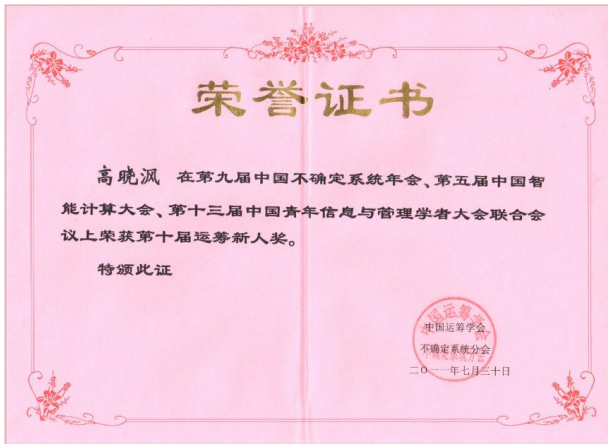 荣誉证书
高晓沨 在第九届中国不确定系统年会、第五届中国智
能计算大会、第十三届中国青年信息与管理学者大会联合会
议上荣获第十届运筹新人奖。
特颁此证
中国运筹学会
不确定系统分会
二〇一一年七月三十日